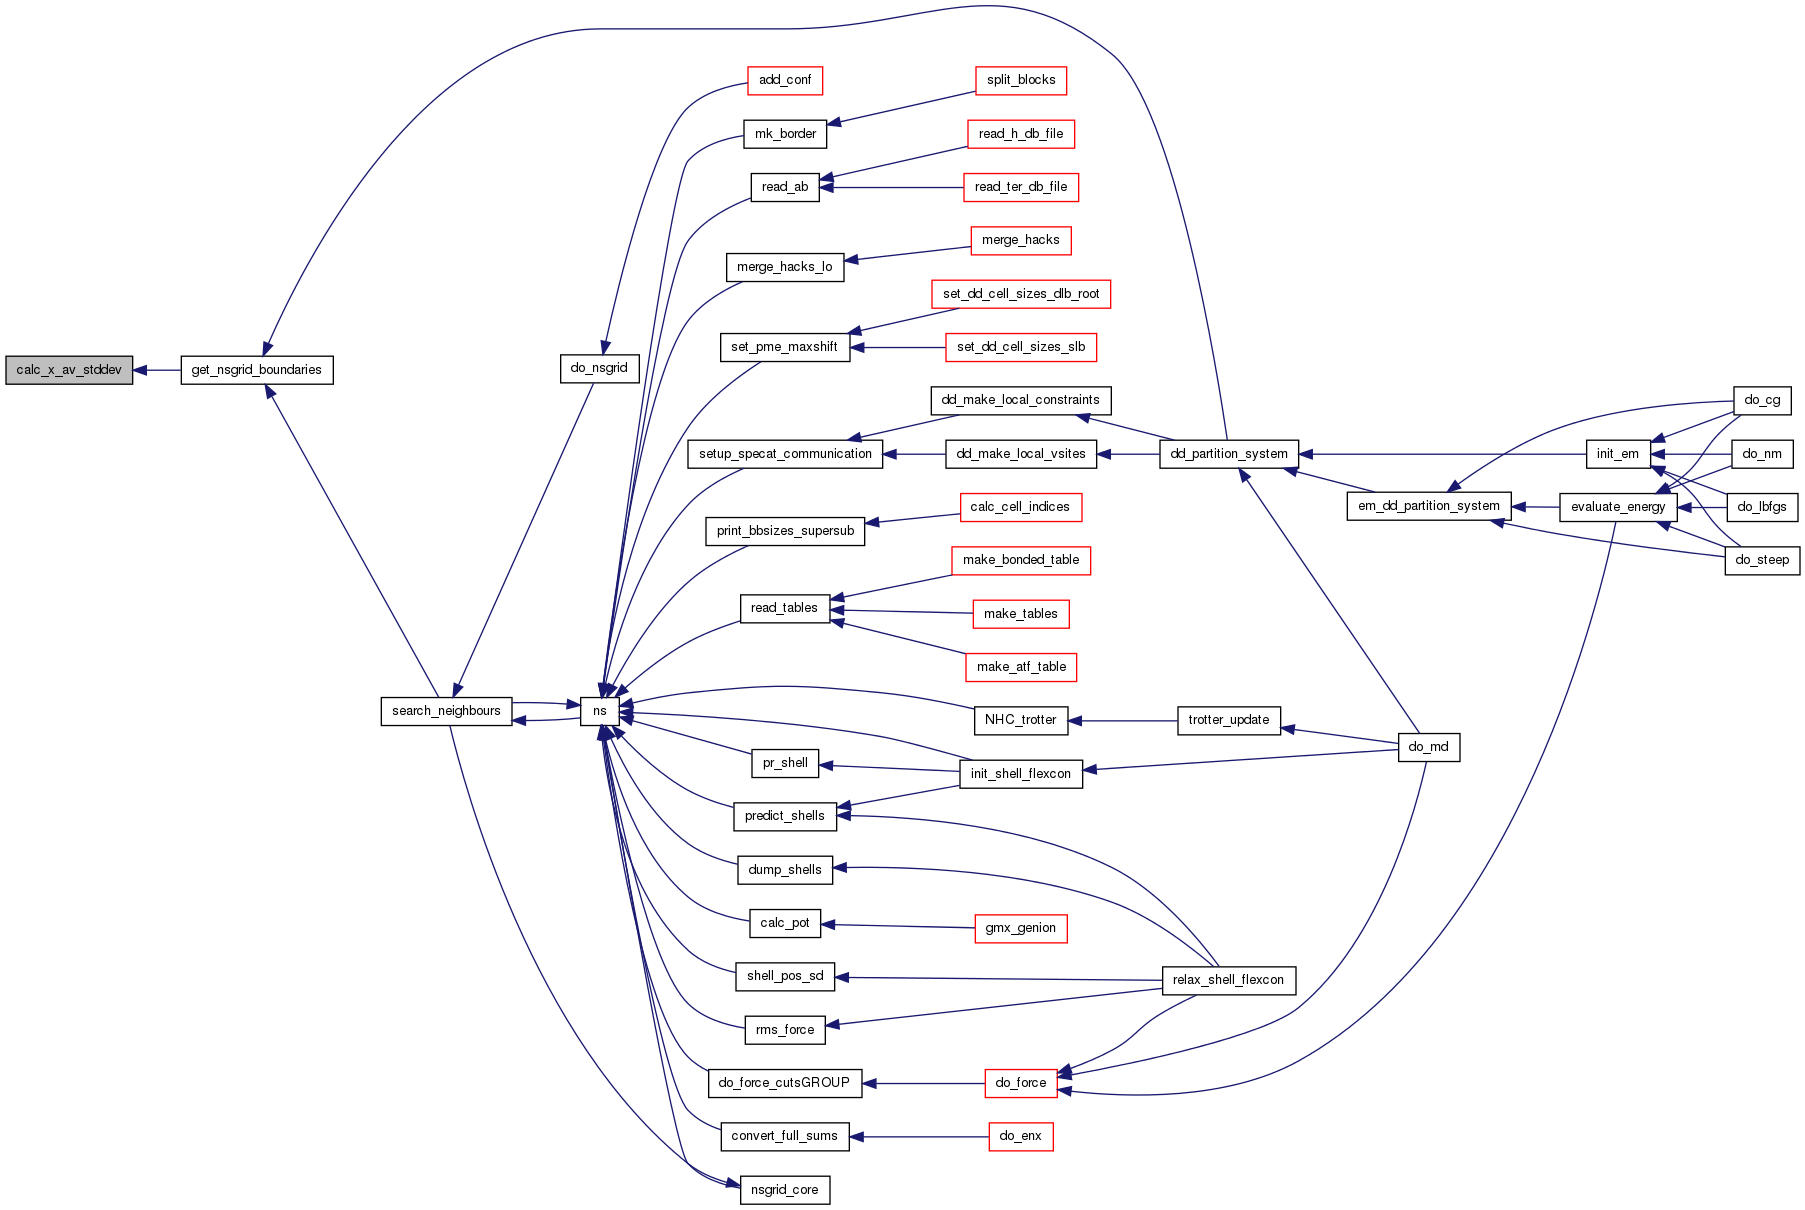 calc_x_av_stddev
get_nsgrid_boundaries
search_neighbours
do_nsgrid
ns
add_conf
mk_border
read_ab
merge_hacks_lo
set_pme_maxshift
setup_specat_communication
print_bbsizes_supersub
read_tables
pr_shell
predict_shells
dump_shells
calc_pot
shell_pos_sd
rms_force
do_force_cutsGROUP
convert_full_sums
nsgrid_core
split_blocks
read_h_db_file
read_ter_db_file
merge_hacks
set_dd_cell_sizes_dlb_root
set_dd_cell_sizes_slb
dd_make_local_constraints
dd_make_local_vsites
calc_cell_indices
make_bonded_table
make_tables
make_atf_table
NHC_trotter
init_shell_flexcon
gmx_genion
do_force
do_enx
dd_partition_system
trotter_update
relax_shell_flexcon
em_dd_partition_system
do_md
init_em
evaluate_energy
do_cg
do_nm
do_lbfgs
do_steep